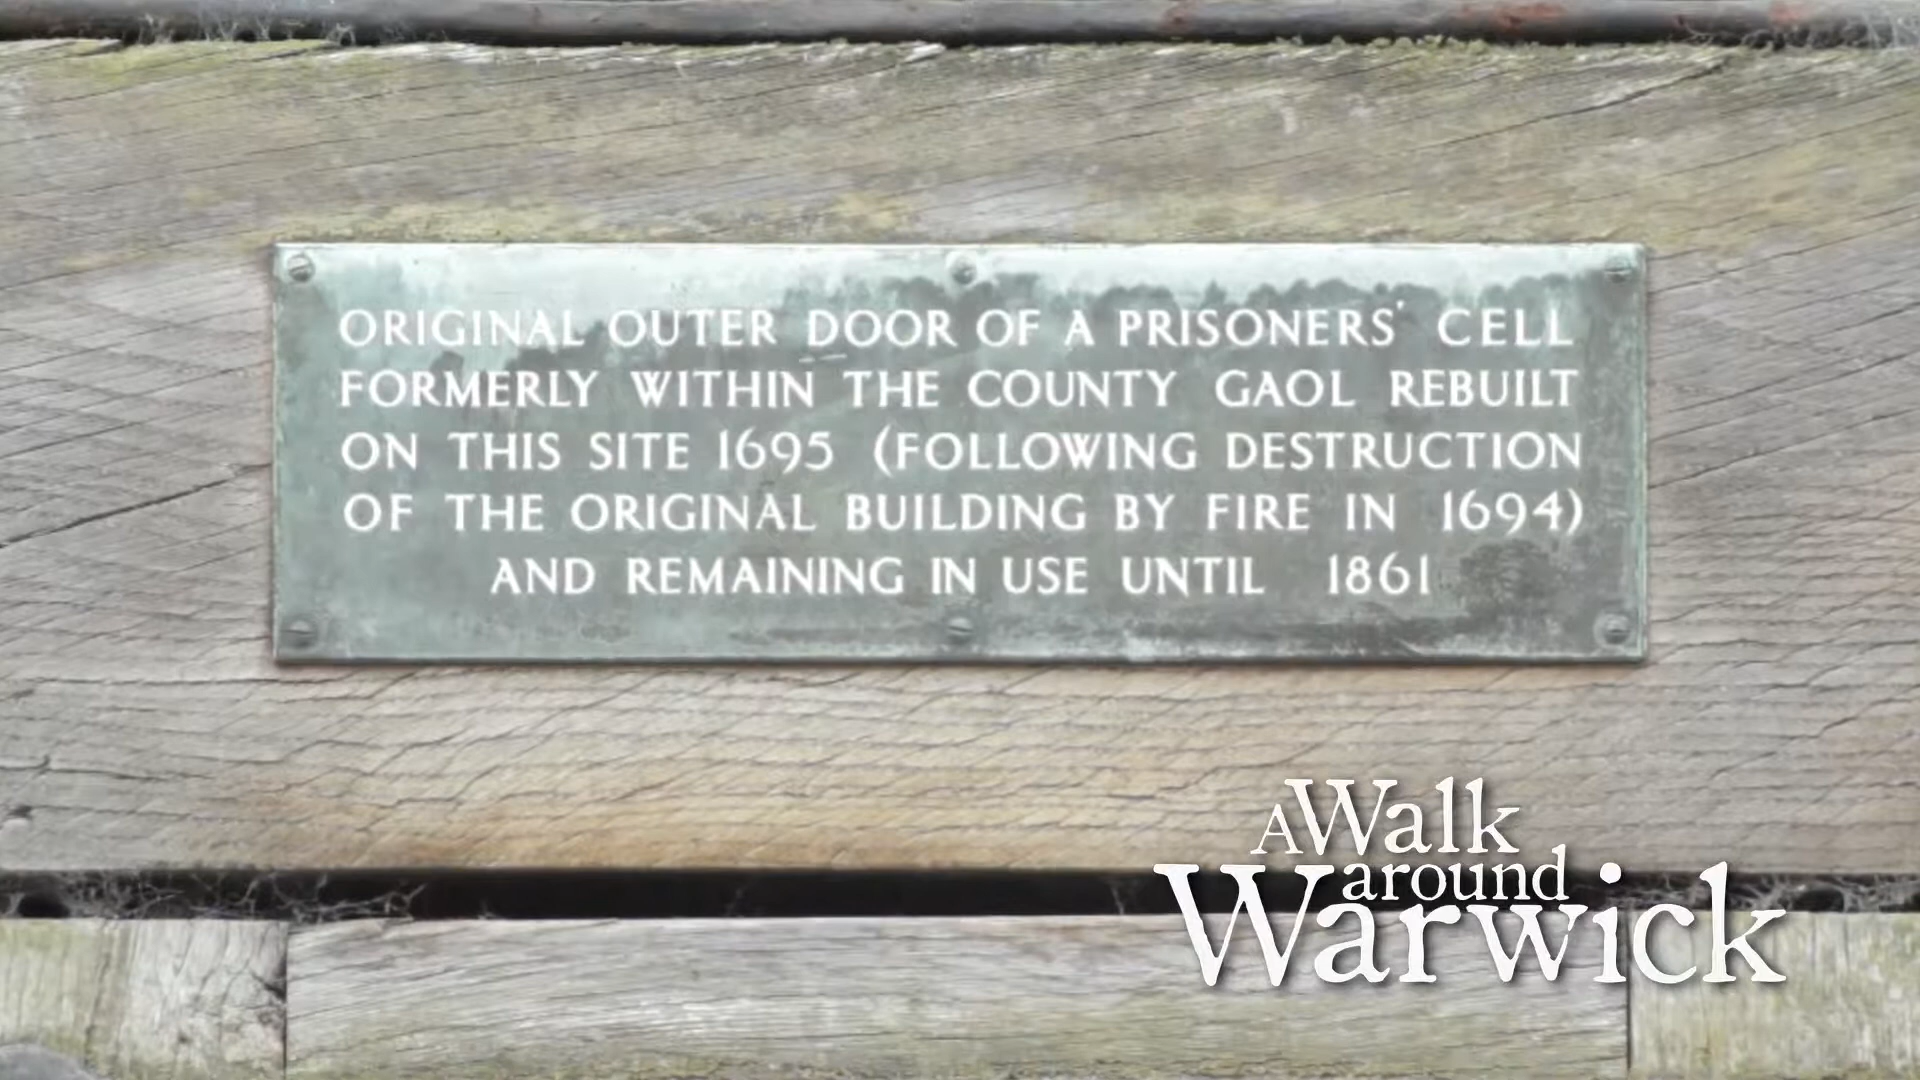 ORIGINAL OUTER DOOR OF A PRISONERS' CELL
FORMERLY WITHIN THE COUNTY GAOL REBUILT
ON THIS SITE 1695 (FOLLOWING DESTRUCTION
OF THE ORIGINAL BUILDING BY FIRE IN 1694)
AND REMAINING IN USE UNTIL 1861
A Walk
around
Warwick